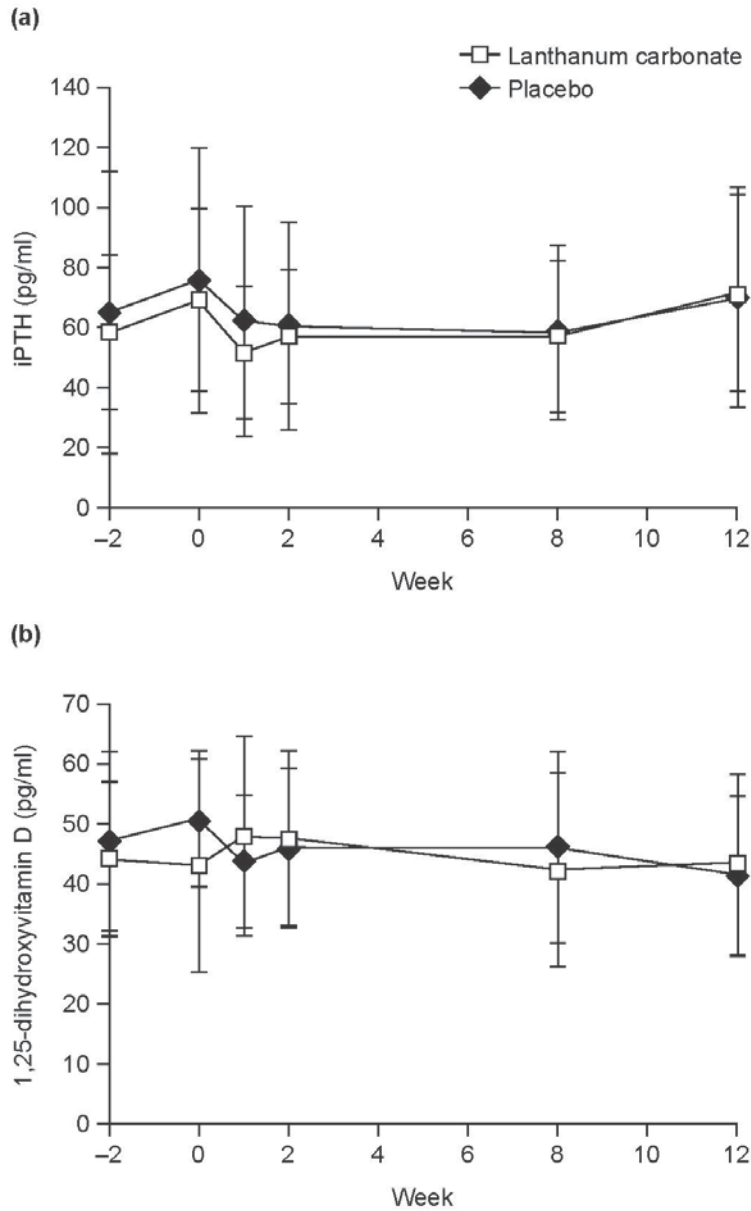 (a)
Lanthanum carbonate
Placebo
140
120
100
80
60
40
20
0
iPTH (pg/ml)
–2 0 2 4 6 8 10 12
Week
(b)
70
60
50
40
30
20
10
0
1,25-dihydroxyvitamin D (pg/ml)
–2 0 2 4 6 8 10 12
Week